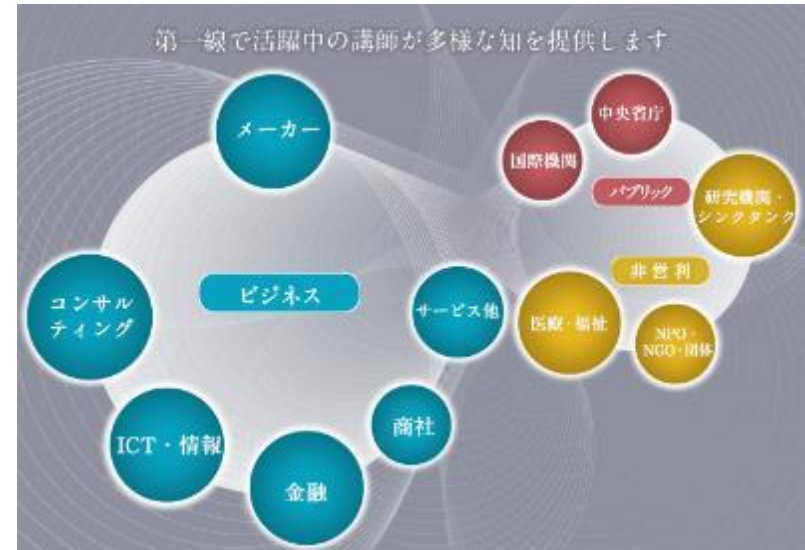 第一線で活躍中の講師が多様な知を提供します
メーカー
コンサル
ティング
ビジネス
サービス他
ICT・情報
金融
商社
中央省庁
国際機関
パブリック
研究機関・
シンクタンク
非営利
医療・福祉
NPO・
NGO・団体